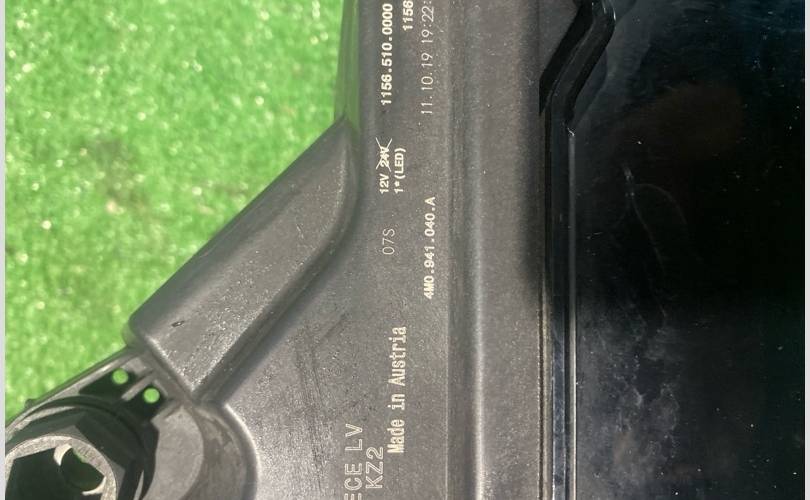 1156.510.0000
1156
11.10.19 19:22:
12V 24V
1*(LED)
07S
4M0.941.040.A
Made in Austria
ECE LV
KZ2